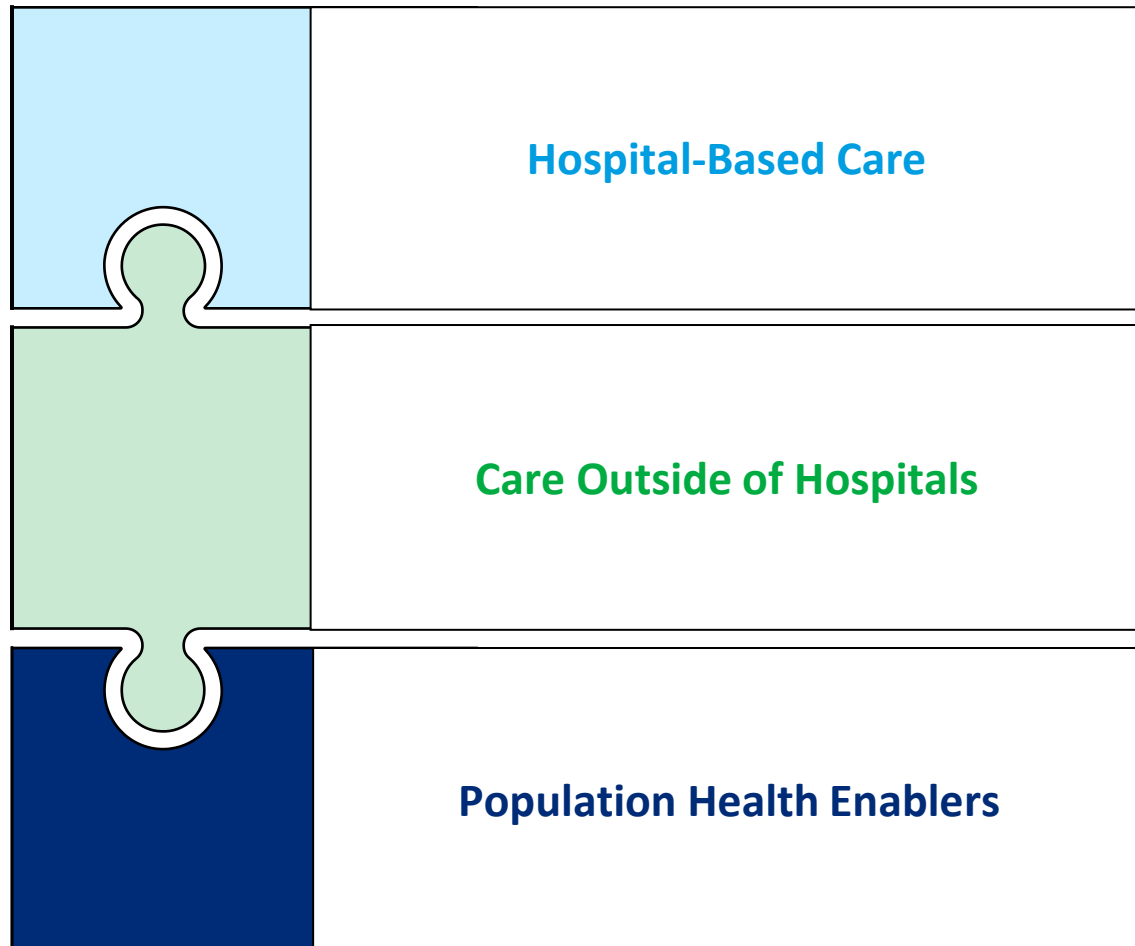 Hospital-Based Care
Care Outside of Hospitals
Population Health Enablers